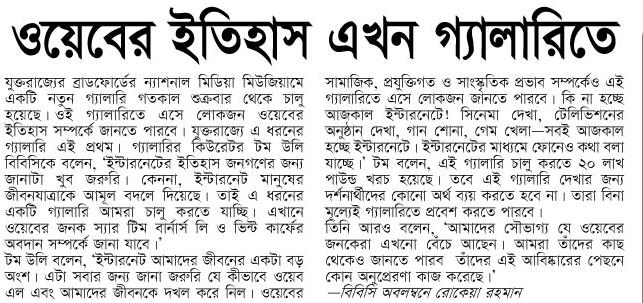 ওয়েবের ইতিহাস এখন গ্যালারিতে
যুক্তরাজ্যের ব্রাডফোর্ডের ন্যাশনাল মিডিয়া মিউজিয়ামে
একটি নতুন গ্যালারি গতকাল শুক্রবার থেকে চালু
হয়েছে। ওই গ্যালারিতে এসে লোকজন ওয়েবের
ইতিহাস সম্পর্কে জানতে পারবে। যুক্তরাজ্যে এ ধরনের
গ্যালারি এই প্রথম। গ্যালারির কিউরেটর টম উলি
বিবিসিকে বলেন, ‘ইন্টারনেটের ইতিহাস জনগণের জন্য
জানাটা খুব জরুরি। কেননা, ইন্টারনেট মানুষের
জীবনযাত্রাকে আমূল বদলে দিয়েছে। তাই এ ধরনের
একটি গ্যালারি আমরা চালু করতে যাচ্ছি। এখানে
ওয়েবের জনক স্যার টিম বার্নার্স লি ও ভিন্ট কার্ফের
অবদান সম্পর্কে জানা যাবে।’
টম উলি বলেন, ‘ইন্টারনেট আমাদের জীবনের একটা বড়
অংশ। এটা সবার জন্য জানা জরুরি যে কীভাবে ওয়েব
এল এবং আমাদের জীবনকে দখল করে নিল। ওয়েবের
সামাজিক, প্রযুক্তিগত ও সাংস্কৃতিক প্রভাব সম্পর্কেও এই
গ্যালারিতে এসে লোকজন জানতে পারবে। কি না হচ্ছে
আজকাল ইন্টারনেটে! সিনেমা দেখা, টেলিভিশনের
অনুষ্ঠান দেখা, গান শোনা, গেম খেলা—সবই আজকাল
হচ্ছে ইন্টারনেটে। ইন্টারনেটের মাধ্যমে ফোনেও কথা বলা
যাচ্ছে।’ টম বলেন, এই গ্যালারি চালু করতে ২০ লাখ
পাউন্ড খরচ হয়েছে। তবে এই গ্যালারি দেখার জন্য
দর্শনার্থীদের কোনো অর্থ ব্যয় করতে হবে না। তারা বিনা
মূল্যেই গ্যালারিতে প্রবেশ করতে পারবে।
তিনি আরও বলেন, ‘আমাদের সৌভাগ্য যে ওয়েবের
জনকেরা এখনো বেঁচে আছেন। আমরা তাঁদের কাছ
থেকেও জানতে পারব তাঁদের এই আবিষ্কারের পেছনে
কোন অনুপ্রেরণা কাজ করেছে।’
—বিবিসি অবলম্বনে রোকেয়া রহমান